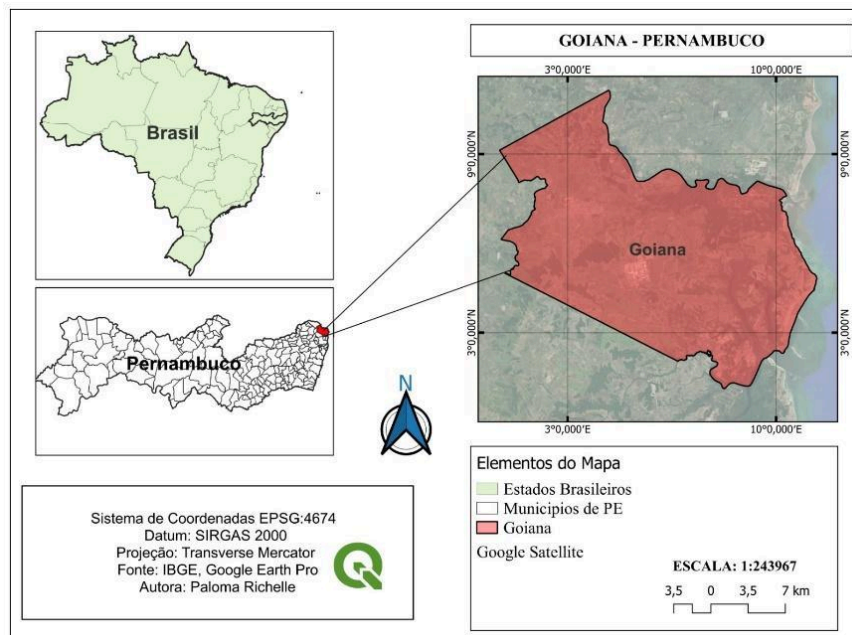 Brasil
Pernambuco
N
Sistema de Coordenadas EPSG:4674
Datum: SIRGAS 2000
Projeção: Transverse Mercator
Fonte: IBGE, Google Earth Pro
Autora: Paloma Richelle
GOIANA - PERNAMBUCO
3°0,000'E 10°0,000'E
9°0,000'N 9°0,000'N
Goiana
3°0,000'N 3°0,000'N
3°0,000'E 10°0,000'E
Elementos do Mapa
Estados Brasileiros
Municipios de PE
Goiana
Google Satellite
ESCALA: 1:243967
3,5 0 3,5 7 km